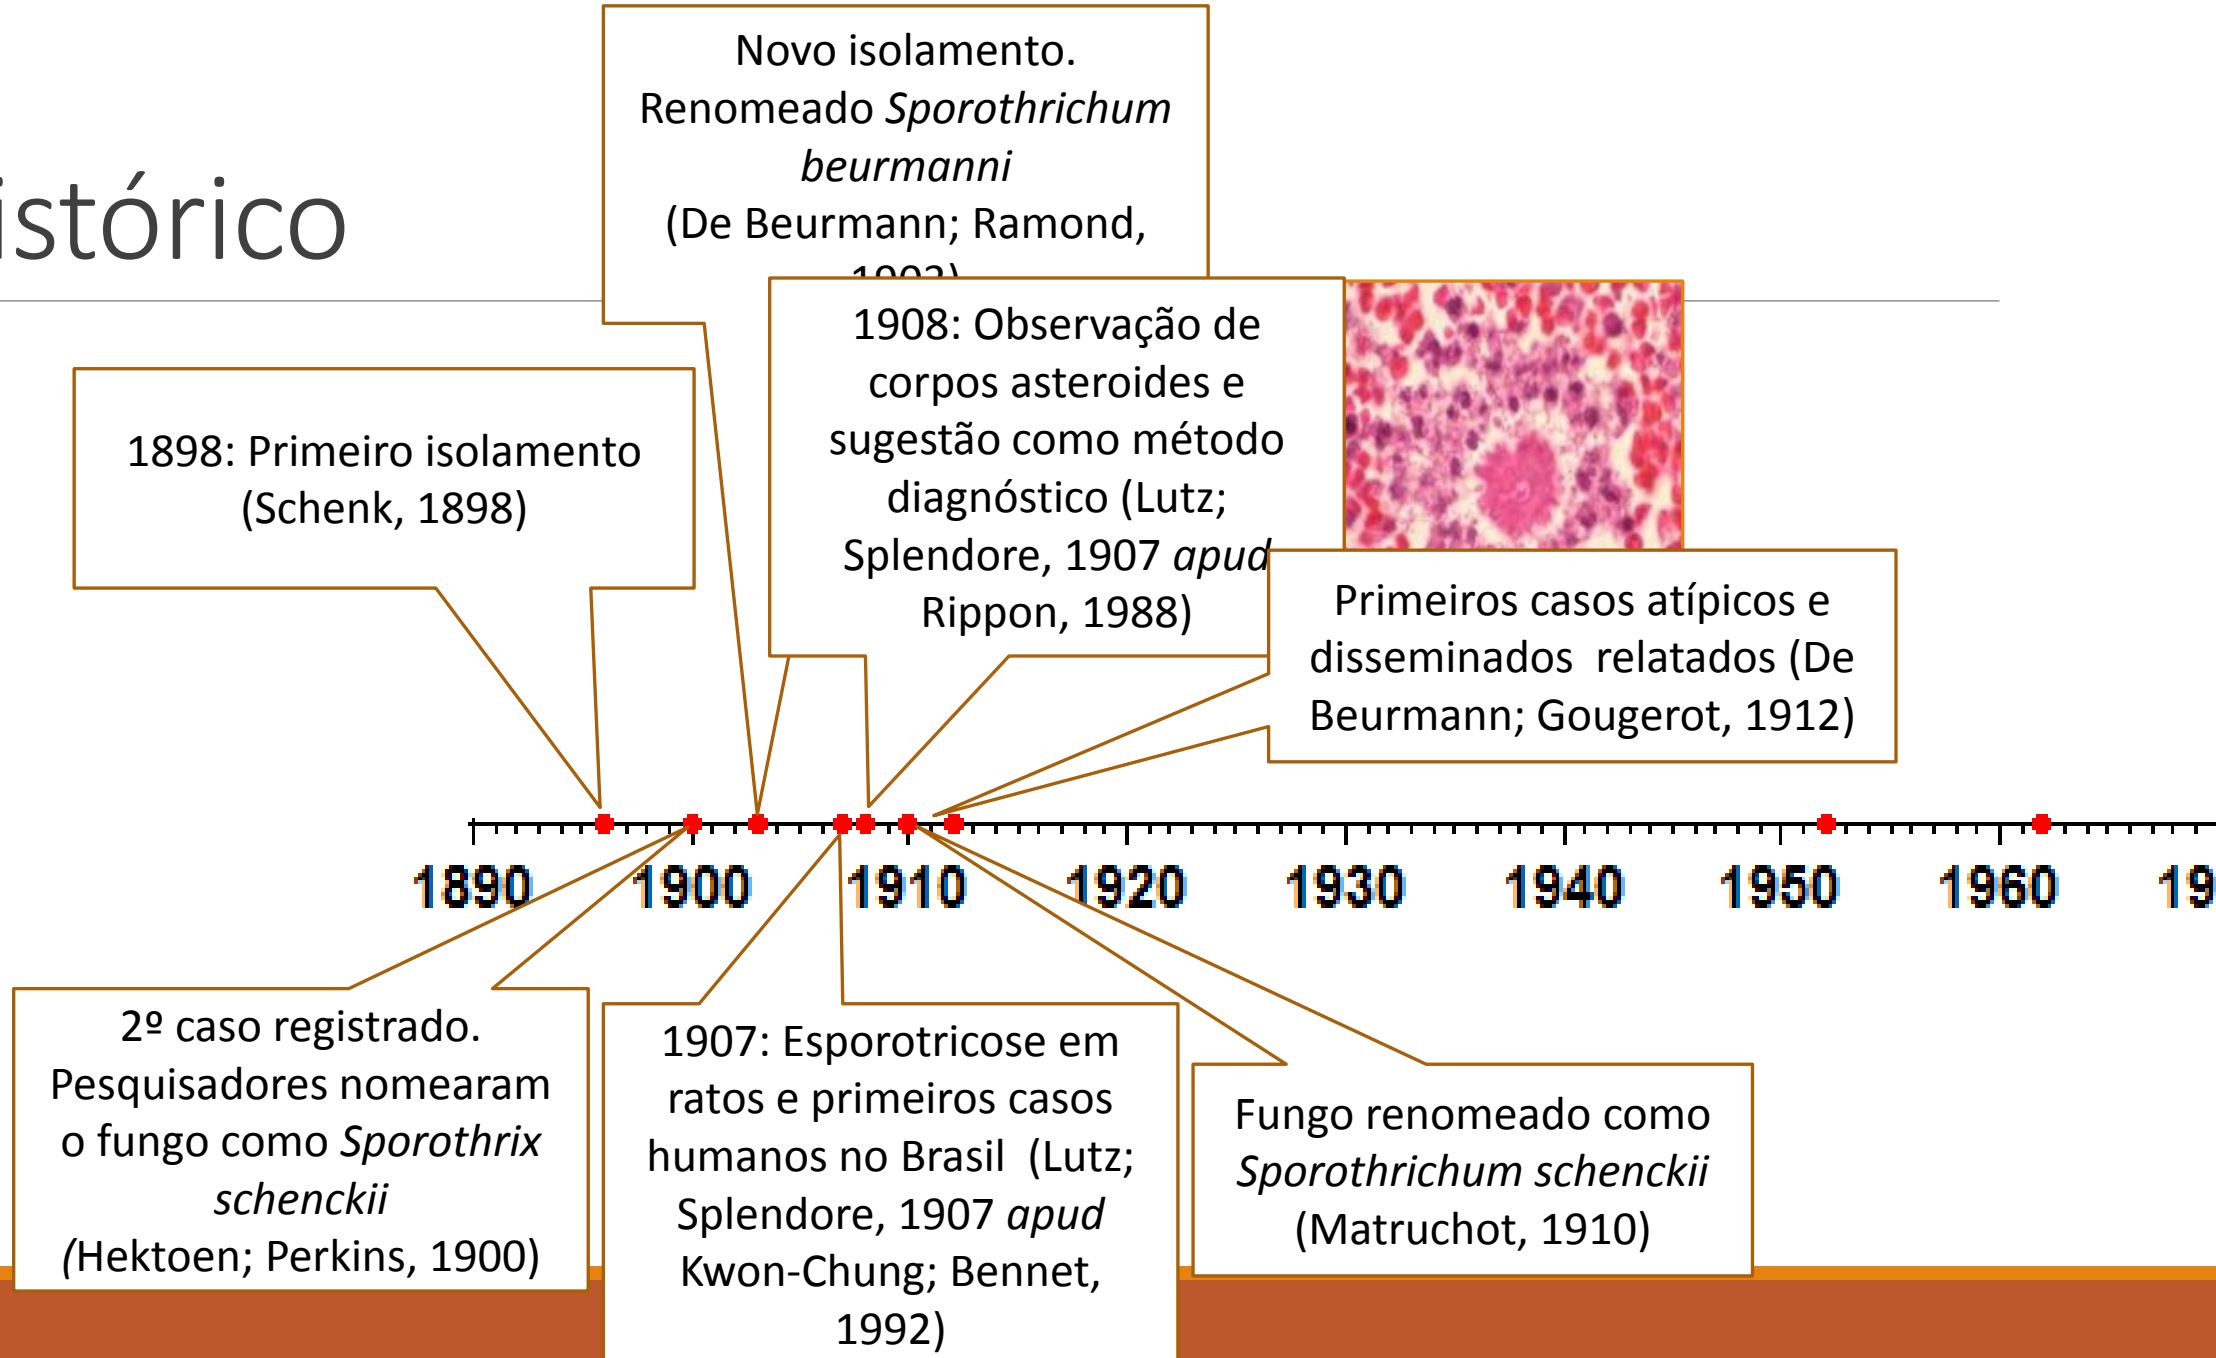 istórico
Novo isolamento.
Renomeado Sporothrichum
beurmanni
(De Beurmann; Ramond,
1898: Primeiro isolamento
(Schenk, 1898)
1908: Observação de
corpos asteroides e
sugestão como método
diagnóstico (Lutz;
Splendore, 1907 apud
Rippon, 1988)
Primeiros casos atípicos e
disseminados relatados (De
Beurmann; Gougerot, 1912)
1890 1900 1910 1920 1930 1940 1950 1960 19
2º caso registrado.
Pesquisadores nomearam
o fungo como Sporothrix
schenckii
(Hektoen; Perkins, 1900)
1907: Esporotricose em
ratos e primeiros casos
humanos no Brasil (Lutz;
Splendore, 1907 apud
Kwon-Chung; Bennet,
1992)
Fungo renomeado como
Sporothrichum schenckii
(Matruchot, 1910)